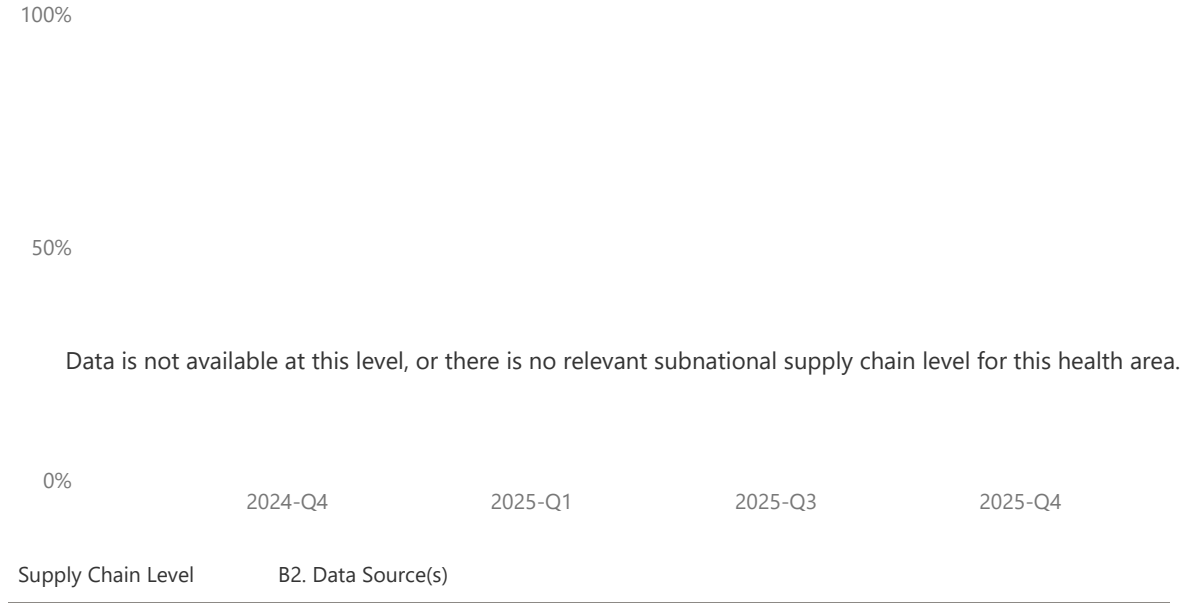 100%
50%
Data is not available at this level, or there is no relevant subnational supply chain level for this health area.
0%
2024-Q4 2025-Q1 2025-Q3 2025-Q4
Supply Chain Level B2. Data Source(s)